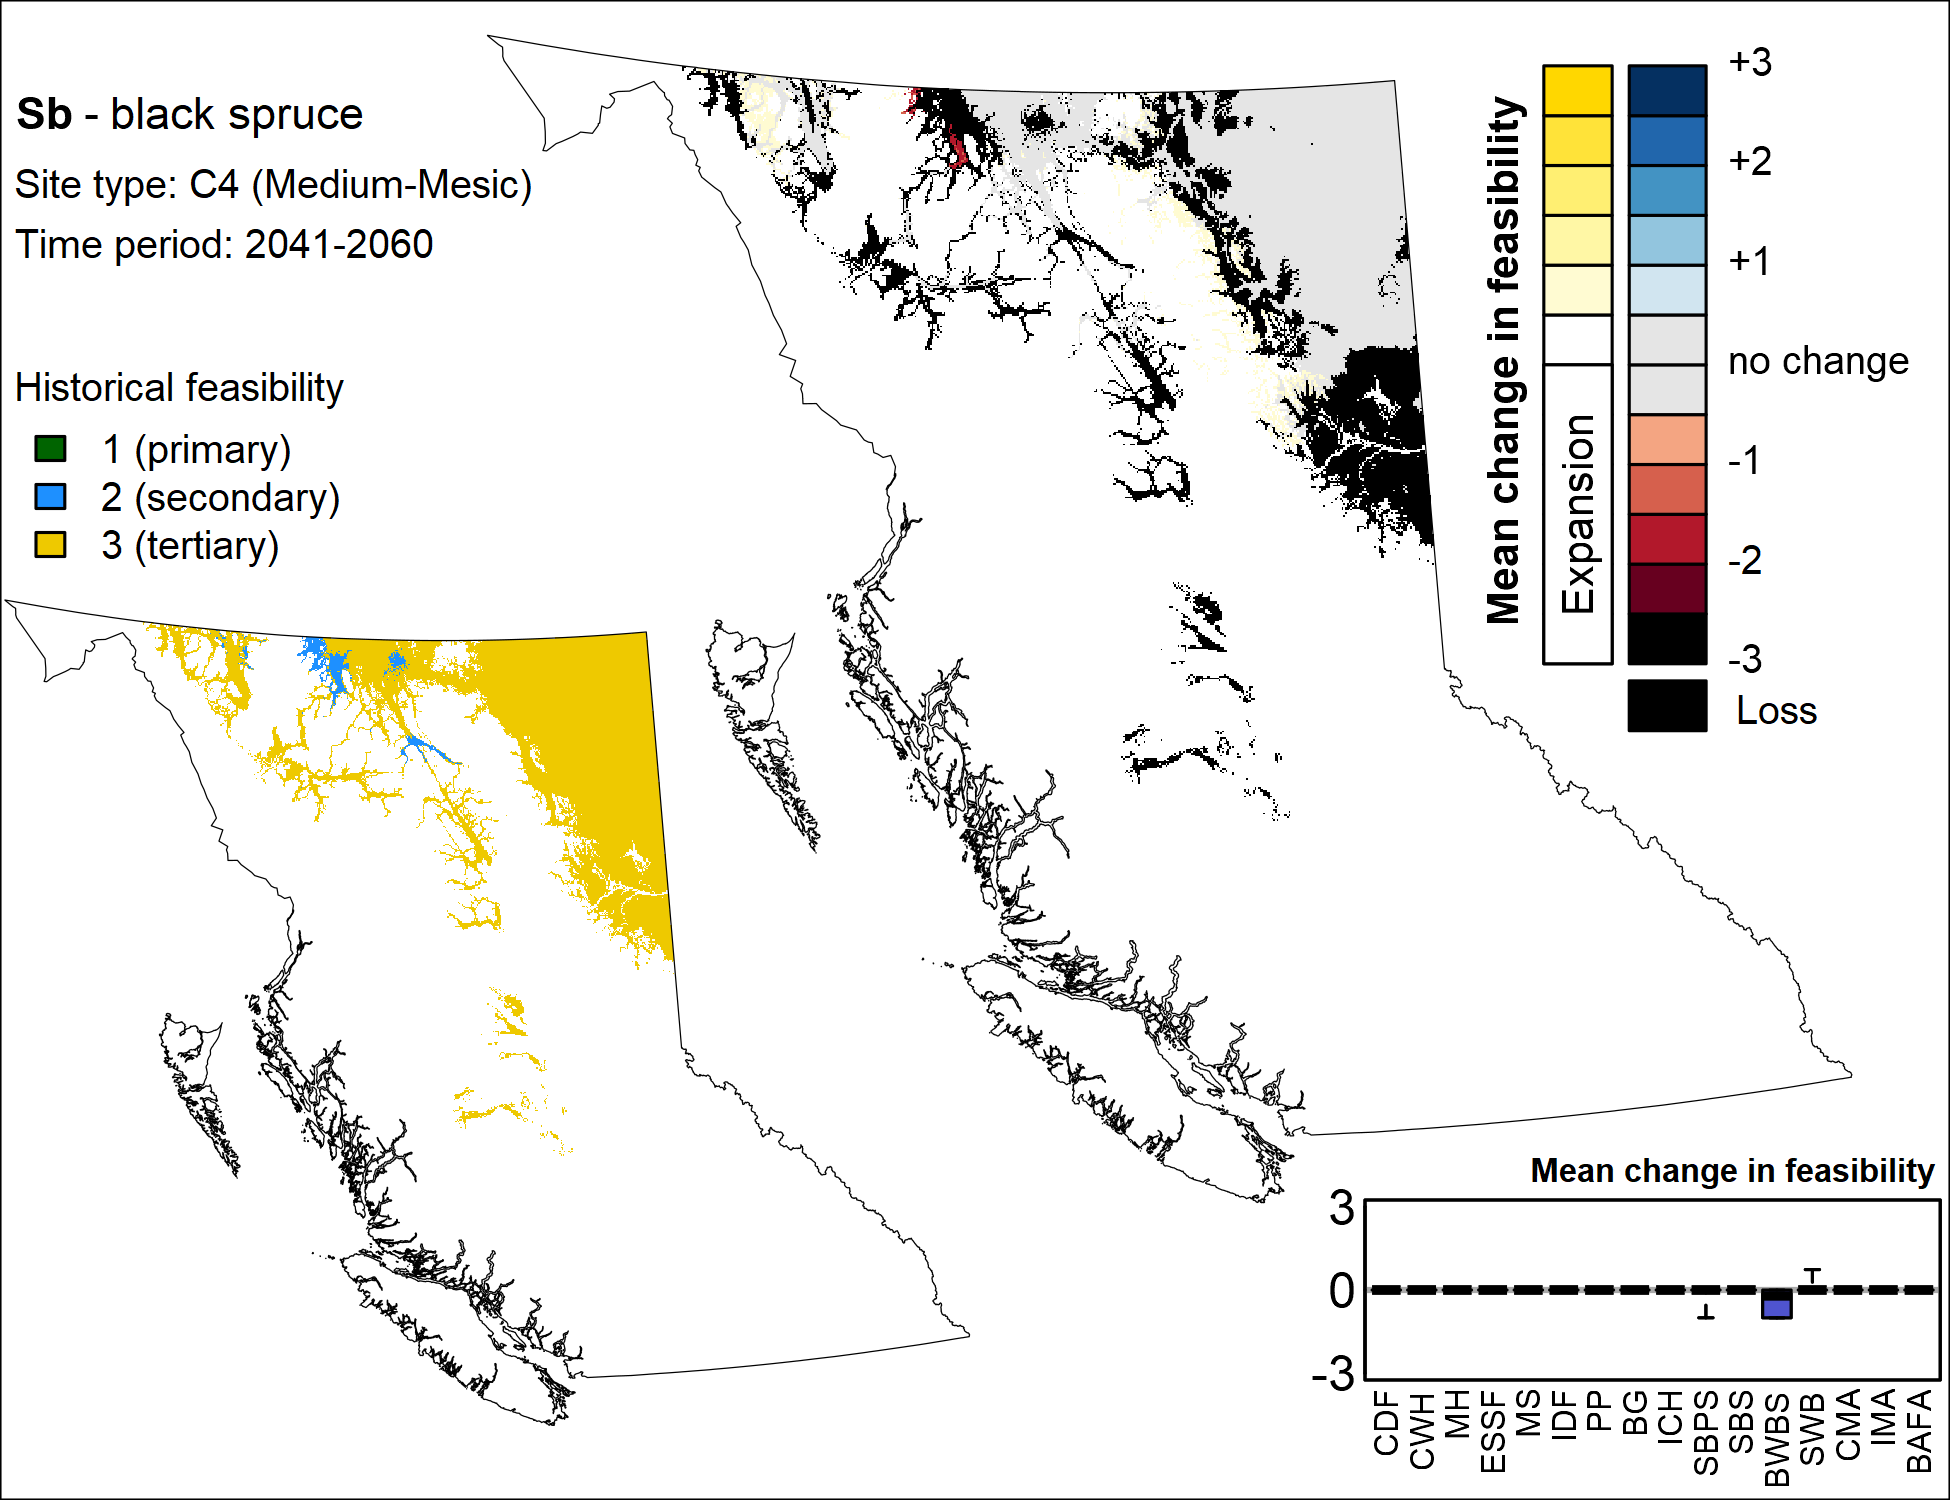 Sb - black spruce
Site type: C4 (Medium-Mesic)
Time period: 2041-2060
Historical feasibility
1 (primary)
2 (secondary)
3 (tertiary)
Mean change in feasibility
Expansion
+3
+2
+1
no change
-1
-2
-3
Loss
Mean change in feasibility
3
0
-3
CDF
CWH
MH
ESSF
MS
IDF
PP
BG
ICH
SBPS
SBS
BWBS
SWB
CMA
IMA
BAFA